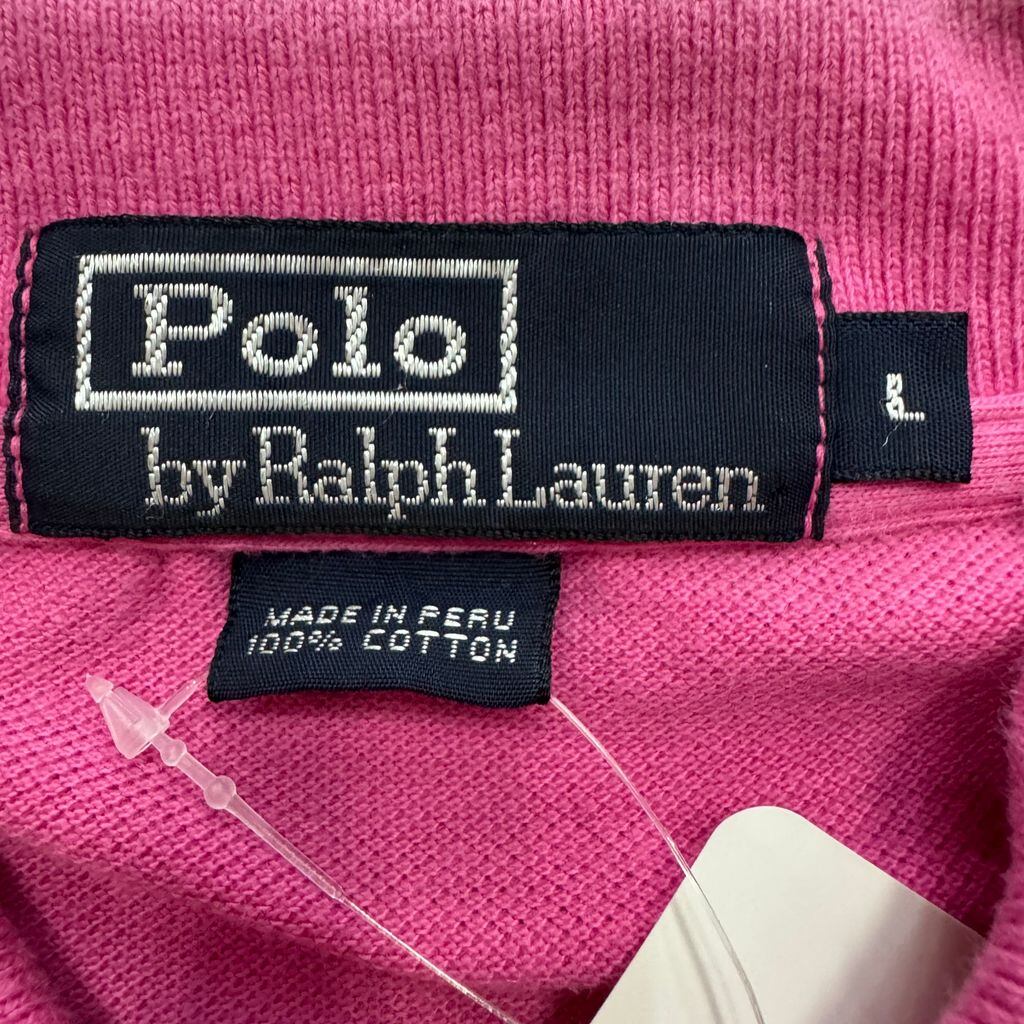 Polo
by Ralph Lauren
L
MADE IN PERU
100% COTTON